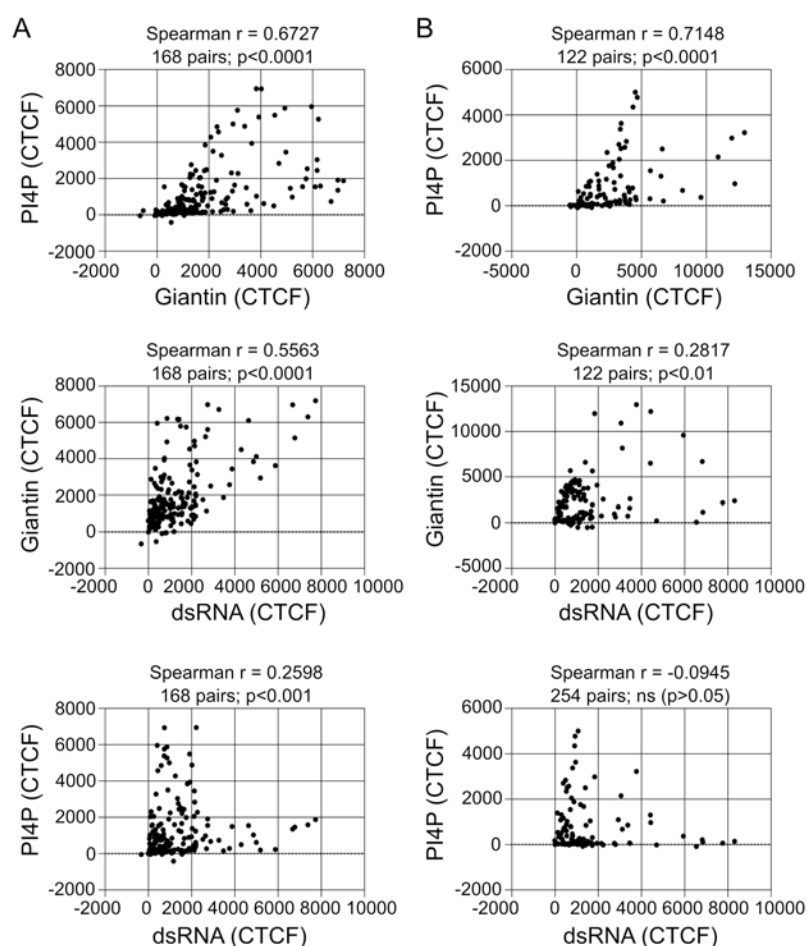 A
Spearman r = 0.6727
168 pairs; p<0.0001
8000
6000
4000
2000
0
-2000
PI4P (CTCF)
-2000 0 2000 4000 6000 8000
Giantin (CTCF)
B
Spearman r = 0.7148
122 pairs; p<0.0001
6000
4000
2000
0
-2000
PI4P (CTCF)
-5000 0 5000 10000 15000
Giantin (CTCF)
Spearman r = 0.5563
168 pairs; p<0.0001
8000
6000
4000
2000
0
-2000
Giantin (CTCF)
-2000 0 2000 4000 6000 8000 10000
dsRNA (CTCF)
Spearman r = 0.2817
122 pairs; p<0.01
15000
10000
5000
0
-5000
Giantin (CTCF)
-2000 0 2000 4000 6000 8000 10000
dsRNA (CTCF)
Spearman r = 0.2598
168 pairs; p<0.001
8000
6000
4000
2000
0
-2000
PI4P (CTCF)
-2000 0 2000 4000 6000 8000 10000
dsRNA (CTCF)
Spearman r = -0.0945
254 pairs; ns (p>0.05)
6000
4000
2000
0
-2000
PI4P (CTCF)
-2000 0 2000 4000 6000 8000 10000
dsRNA (CTCF)